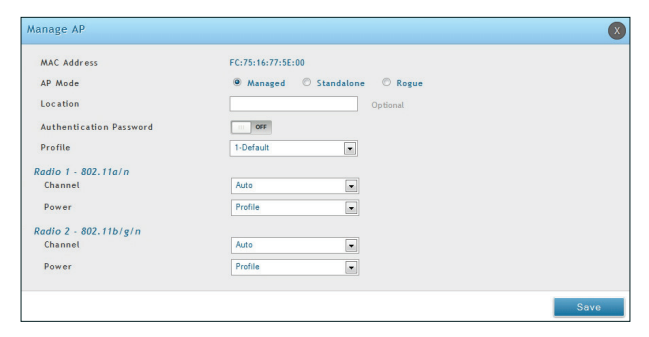 Manage AP
X
MAC Address FC:75:16:77:5E:00
AP Mode Managed Standalone Rogue
Location Optional
Authentication Password OFF
Profile 1-Default
Radio 1 - 802.11a/n
Channel Auto
Power Profile
Radio 2 - 802.11b/g/n
Channel Auto
Power Profile
Save